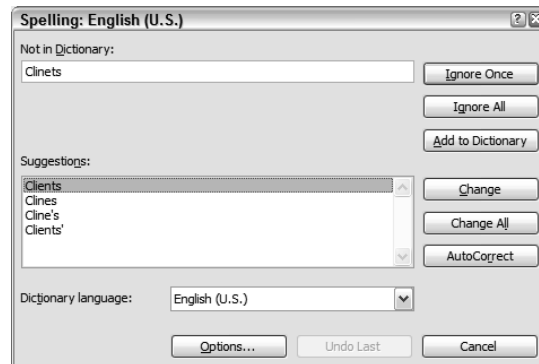 Spelling: English (U.S.)
Not in Dictionary:
Clinets
Ignore Once
Ignore All
Add to Dictionary
Suggestions:
Clients
Clines
Cline's
Clients'
Change
Change All
AutoCorrect
Dictionary language:
English (U.S.)
Options...
Undo Last
Cancel